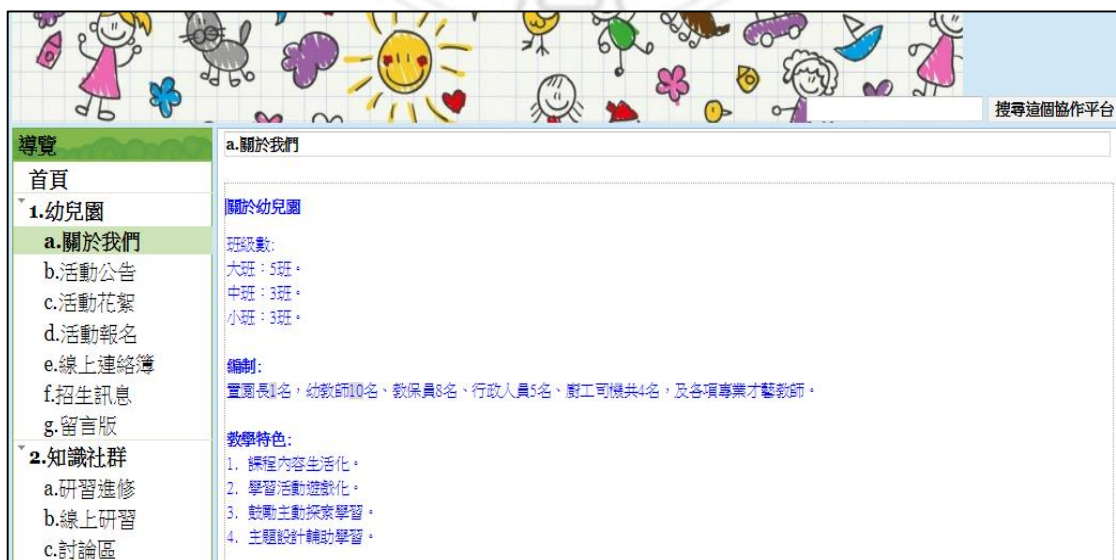 搜尋這個協作平台
導覽
首頁
1.幼兒園
a.關於我們
b.活動公告
c.活動花絮
d.活動報名
e.線上連絡簿
f.招生訊息
g.留言版
2.知識社群
a.研習進修
b.線上研習
c.討論區
a.關於我們
關於幼兒園
班級數:
大班：5班。
中班：3班。
小班：3班。
編制:
置園長1名，幼教師10名、教保員8名、行政人員5名、廚工司機共4名，及各項專業才藝教師。
教學特色:
1. 課程內容生活化。
2. 學習活動遊戲化。
3. 鼓勵主動探索學習。
4. 主題設計輔助學習。